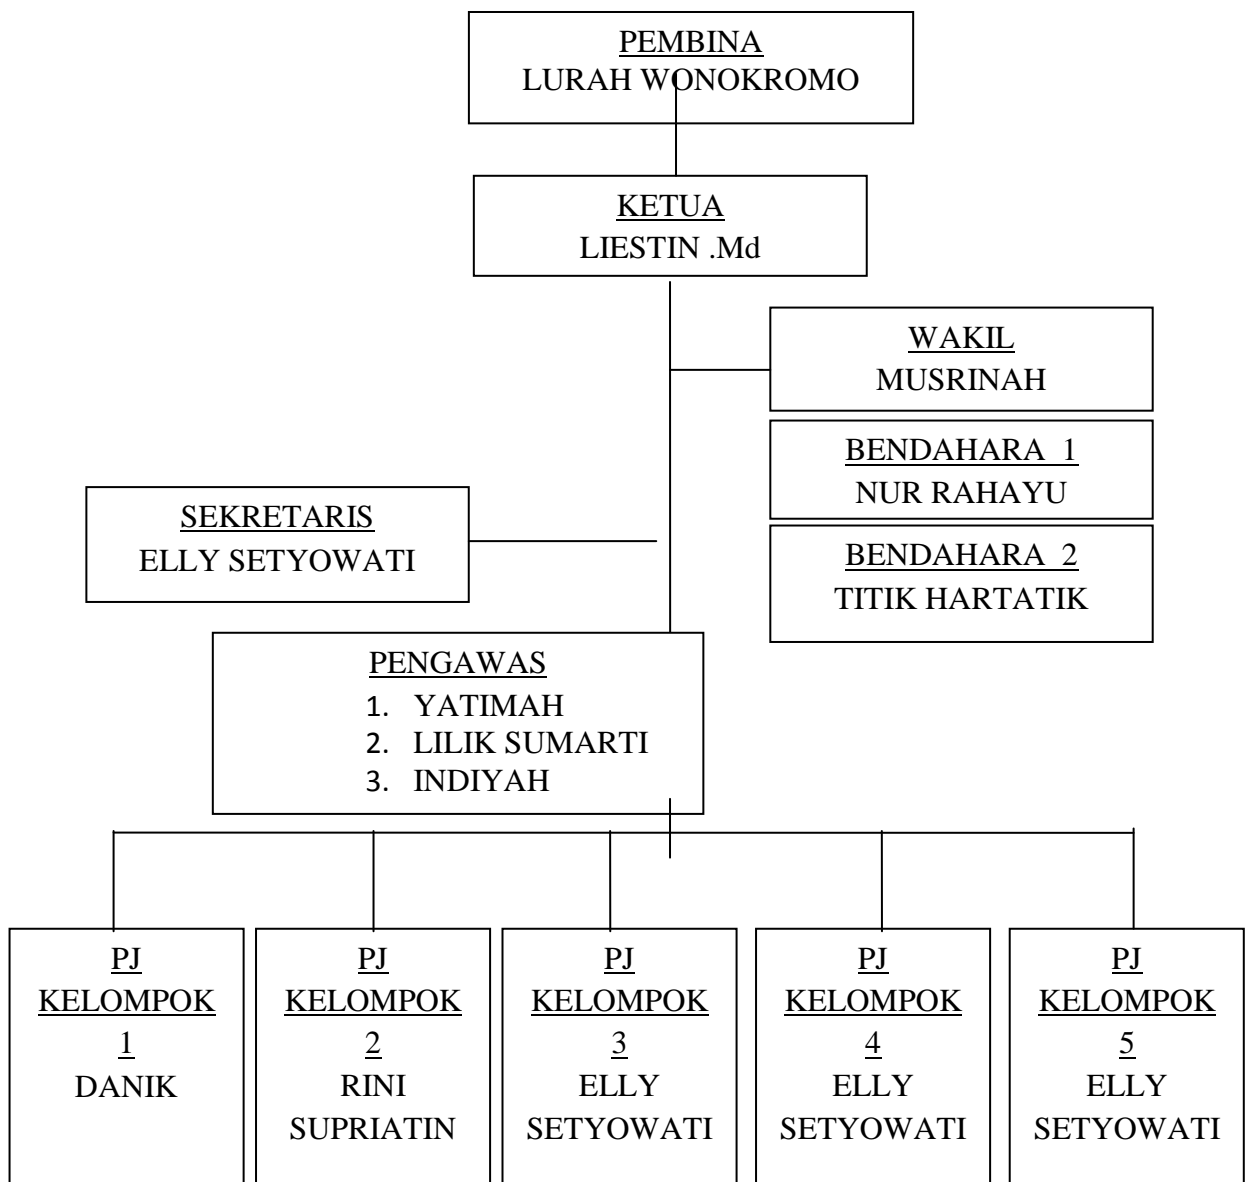 PEMBINA
LURAH WONOKROMO
KETUA
LIESTIN .Md
WAKIL
MUSRINAH
BENDAHARA 1
NUR RAHAYU
SEKRETARIS
ELLY SETYOWATI
BENDAHARA 2
TITIK HARTATIK
PENGAWAS
1. YATIMAH
2. LILIK SUMARTI
3. INDIYAH
PJ
KELOMPOK
1
DANIK
PJ
KELOMPOK
2
RINI
SUPRIATIN
PJ
KELOMPOK
3
ELLY
SETYOWATI
PJ
KELOMPOK
4
ELLY
SETYOWATI
PJ
KELOMPOK
5
ELLY
SETYOWATI